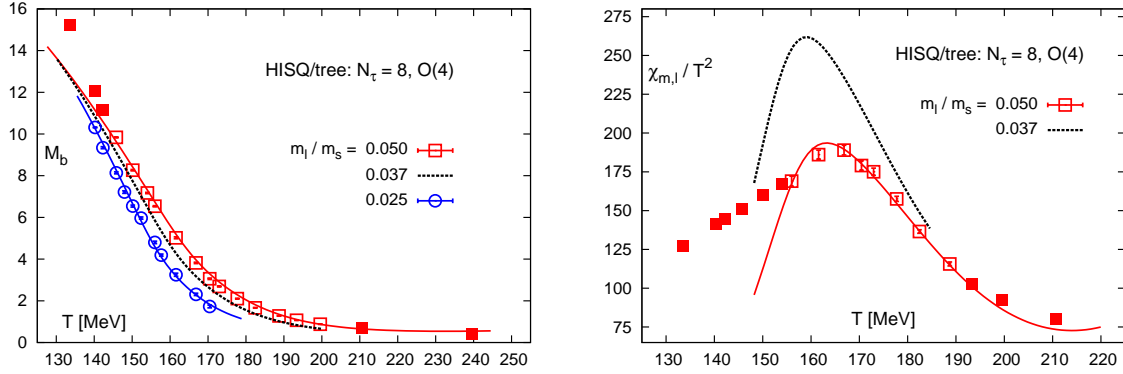 16
14
12
10
8
6
4
2
0
M_b
HISQ/tree: N_τ = 8, O(4)
m_l / m_s = 0.050
0.037
0.025
T [MeV]
130 140 150 160 170 180 190 200 210 220 230 240 250
275
250
225
200
175
150
125
100
75
χ_{m,l} / T^2
HISQ/tree: N_τ = 8, O(4)
m_l / m_s = 0.050
0.037
T [MeV]
130 140 150 160 170 180 190 200 210 220